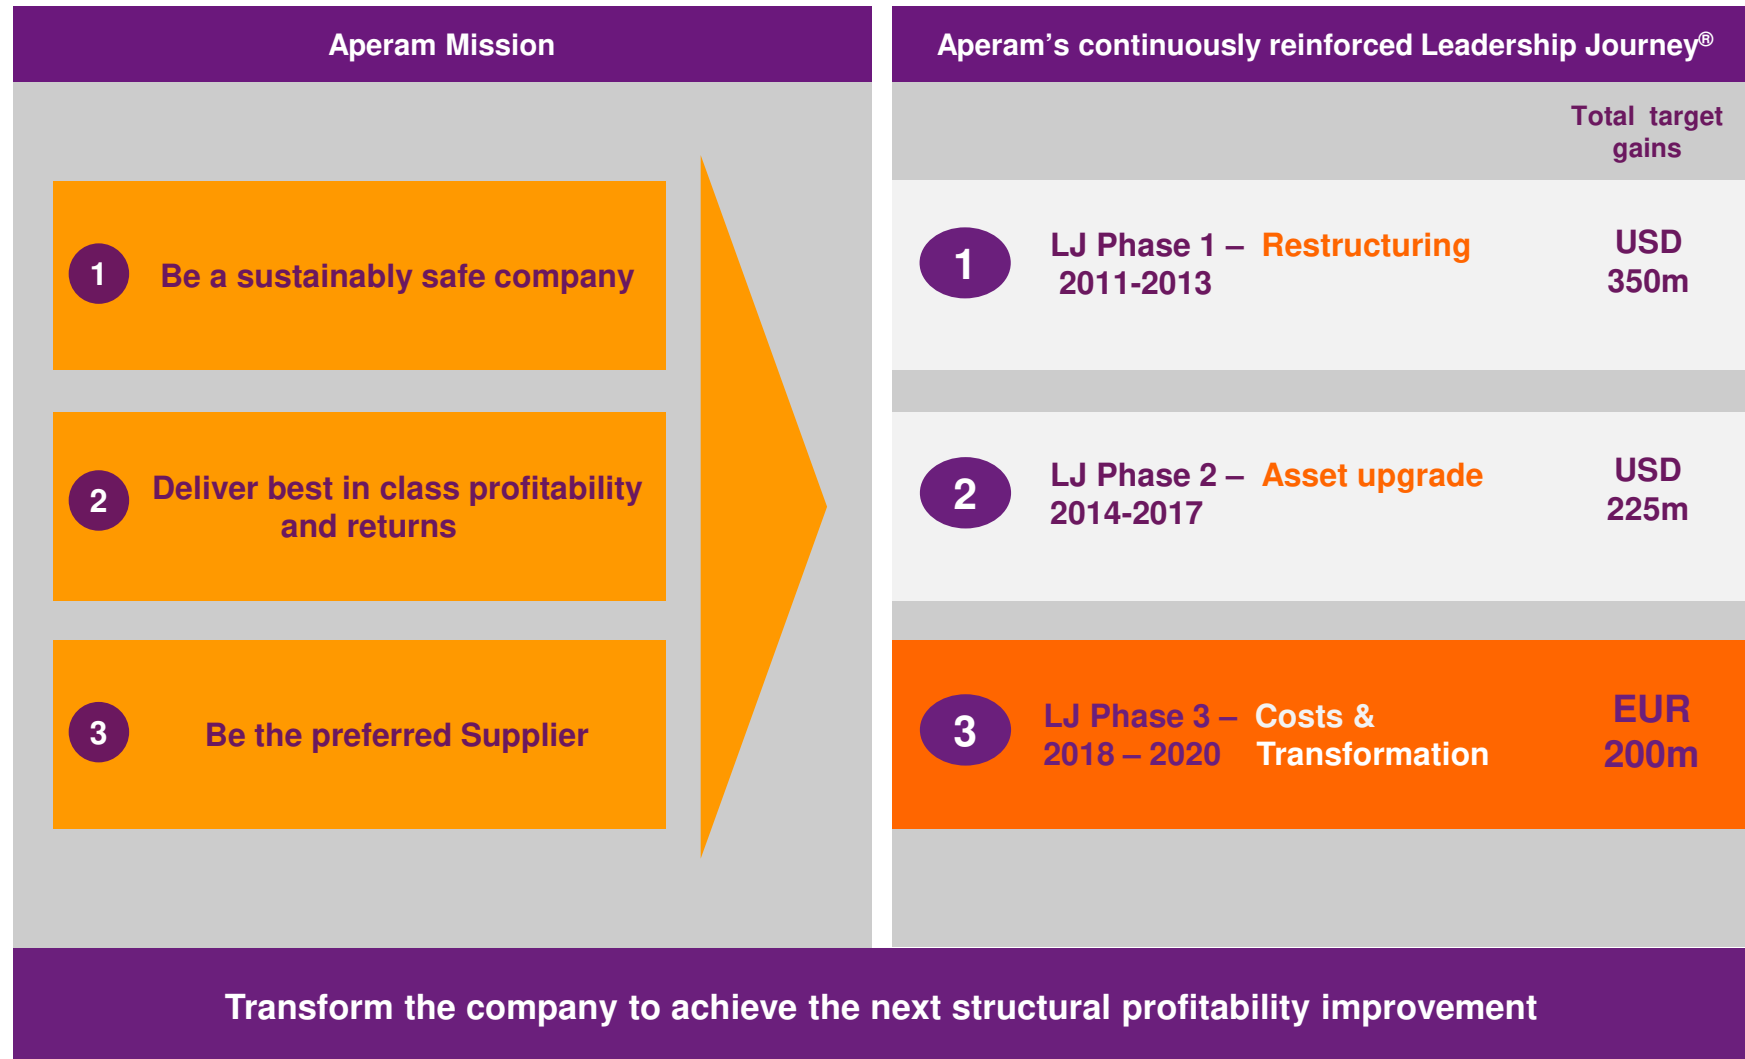 Aperam Mission
1
Be a sustainably safe company
2
Deliver best in class profitability
and returns
3
Be the preferred Supplier
Aperam’s continuously reinforced Leadership Journey®
Total target
gains
1
LJ Phase 1 – Restructuring
2011-2013
USD
350m
2
LJ Phase 2 – Asset upgrade
2014-2017
USD
225m
3
LJ Phase 3 – Costs &
2018 – 2020 Transformation
EUR
200m
Transform the company to achieve the next structural profitability improvement